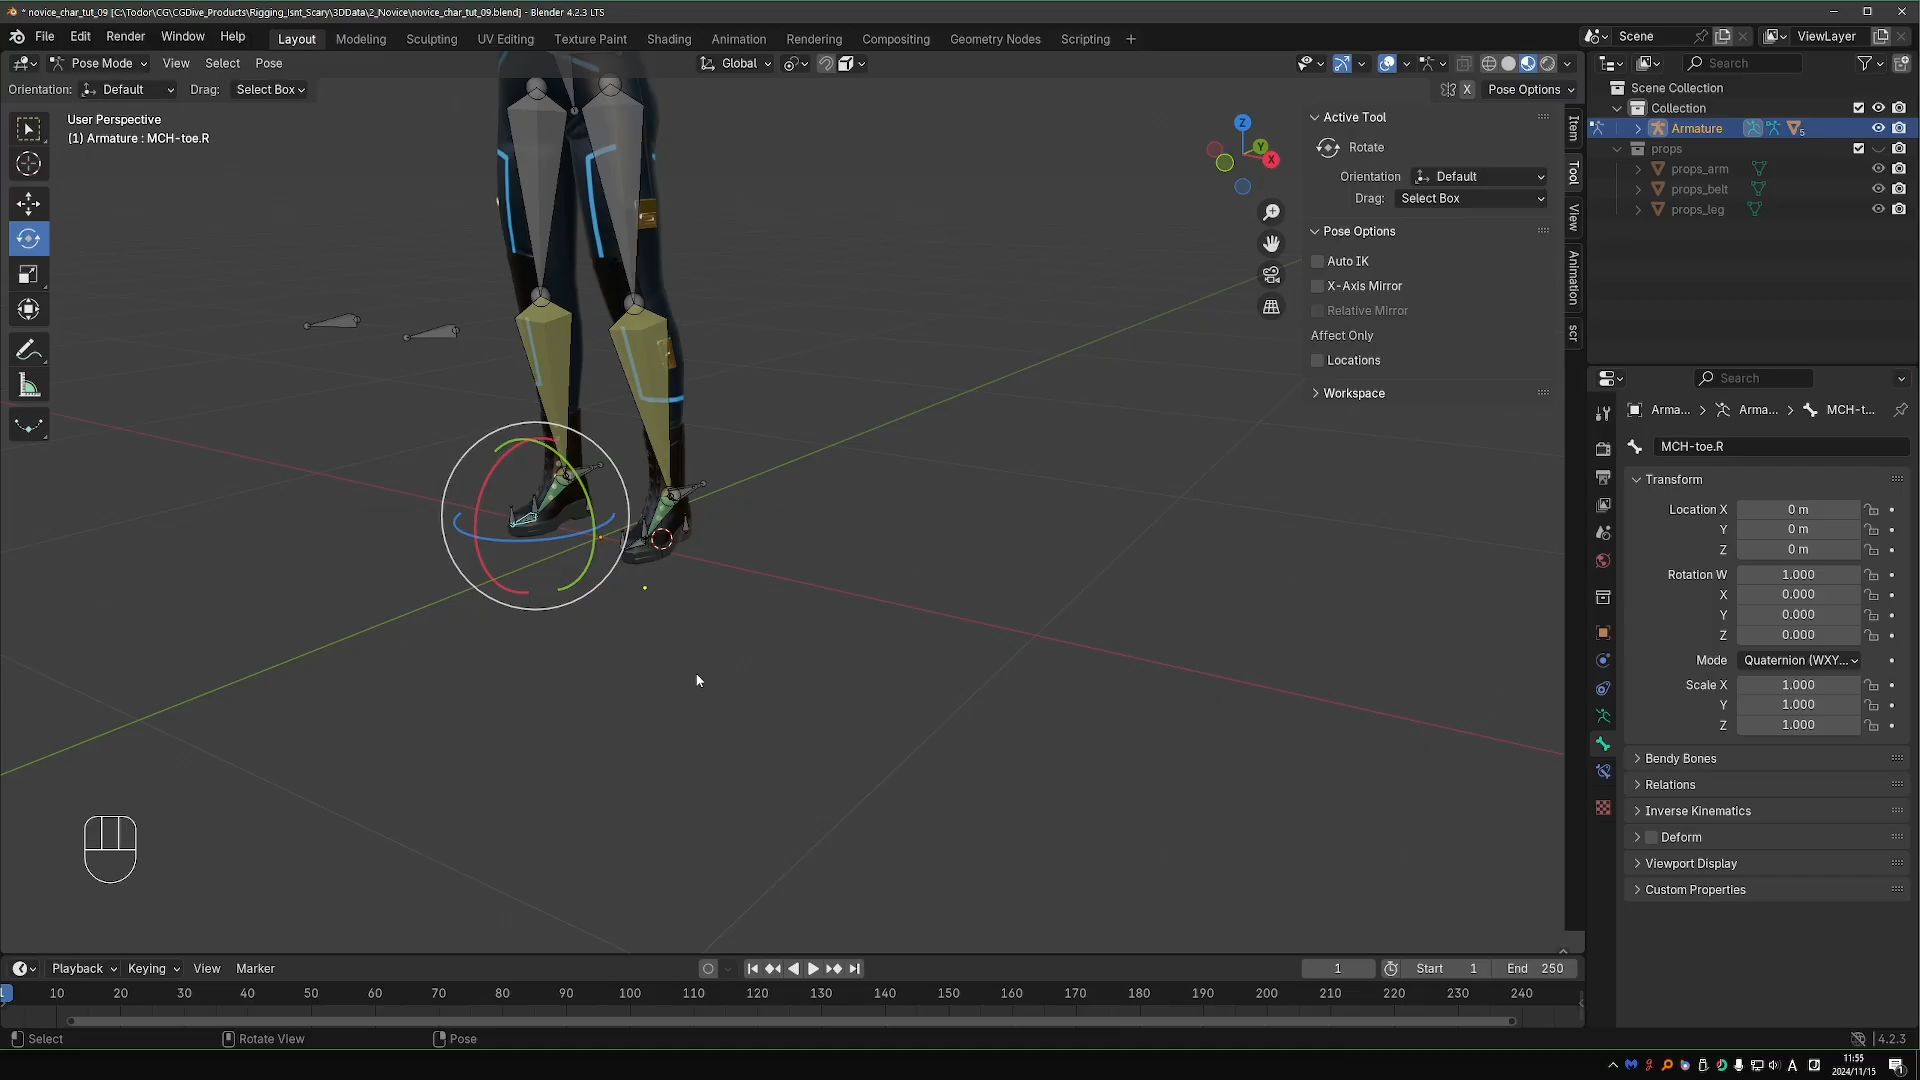 * novice_char_tut_09 [C:\Todor\CG\CGDive_Products\Rigging_Isnt_Scary\3DData\2_Novice\novice_char_tut_09.blend] - Blender 4.2.3 LTS
File Edit Render Window Help Layout Modeling Sculpting UV Editing Texture Paint Shading Animation Rendering Compositing Geometry Nodes Scripting + Scene ViewLayer
Pose Mode View Select Pose Global Search
Orientation: Default Drag: Select Box X Pose Options
Scene Collection
Collection
Armature 5
props
props_arm
props_belt
props_leg
User Perspective
(1) Armature : MCH-toe.R
Z
Y
X
Active Tool
Rotate
Orientation Default
Drag: Select Box
Pose Options
Auto IK
X-Axis Mirror
Relative Mirror
Affect Only
Locations
Workspace
Item
Tool
View
Animation
scr
Search
Arma... Arma... MCH-t...
MCH-toe.R
Transform
Location X 0 m
Y 0 m
Z 0 m
Rotation W 1.000
X 0.000
Y 0.000
Z 0.000
Mode Quaternion (WXY...
Scale X 1.000
Y 1.000
Z 1.000
Bendy Bones
Relations
Inverse Kinematics
Deform
Viewport Display
Custom Properties
Playback Keying View Marker 1 Start 1 End 250
1 10 20 30 40 50 60 70 80 90 100 110 120 130 140 150 160 170 180 190 200 210 220 230 240
Select Rotate View Pose 4.2.3
A 11:55
2024/11/15